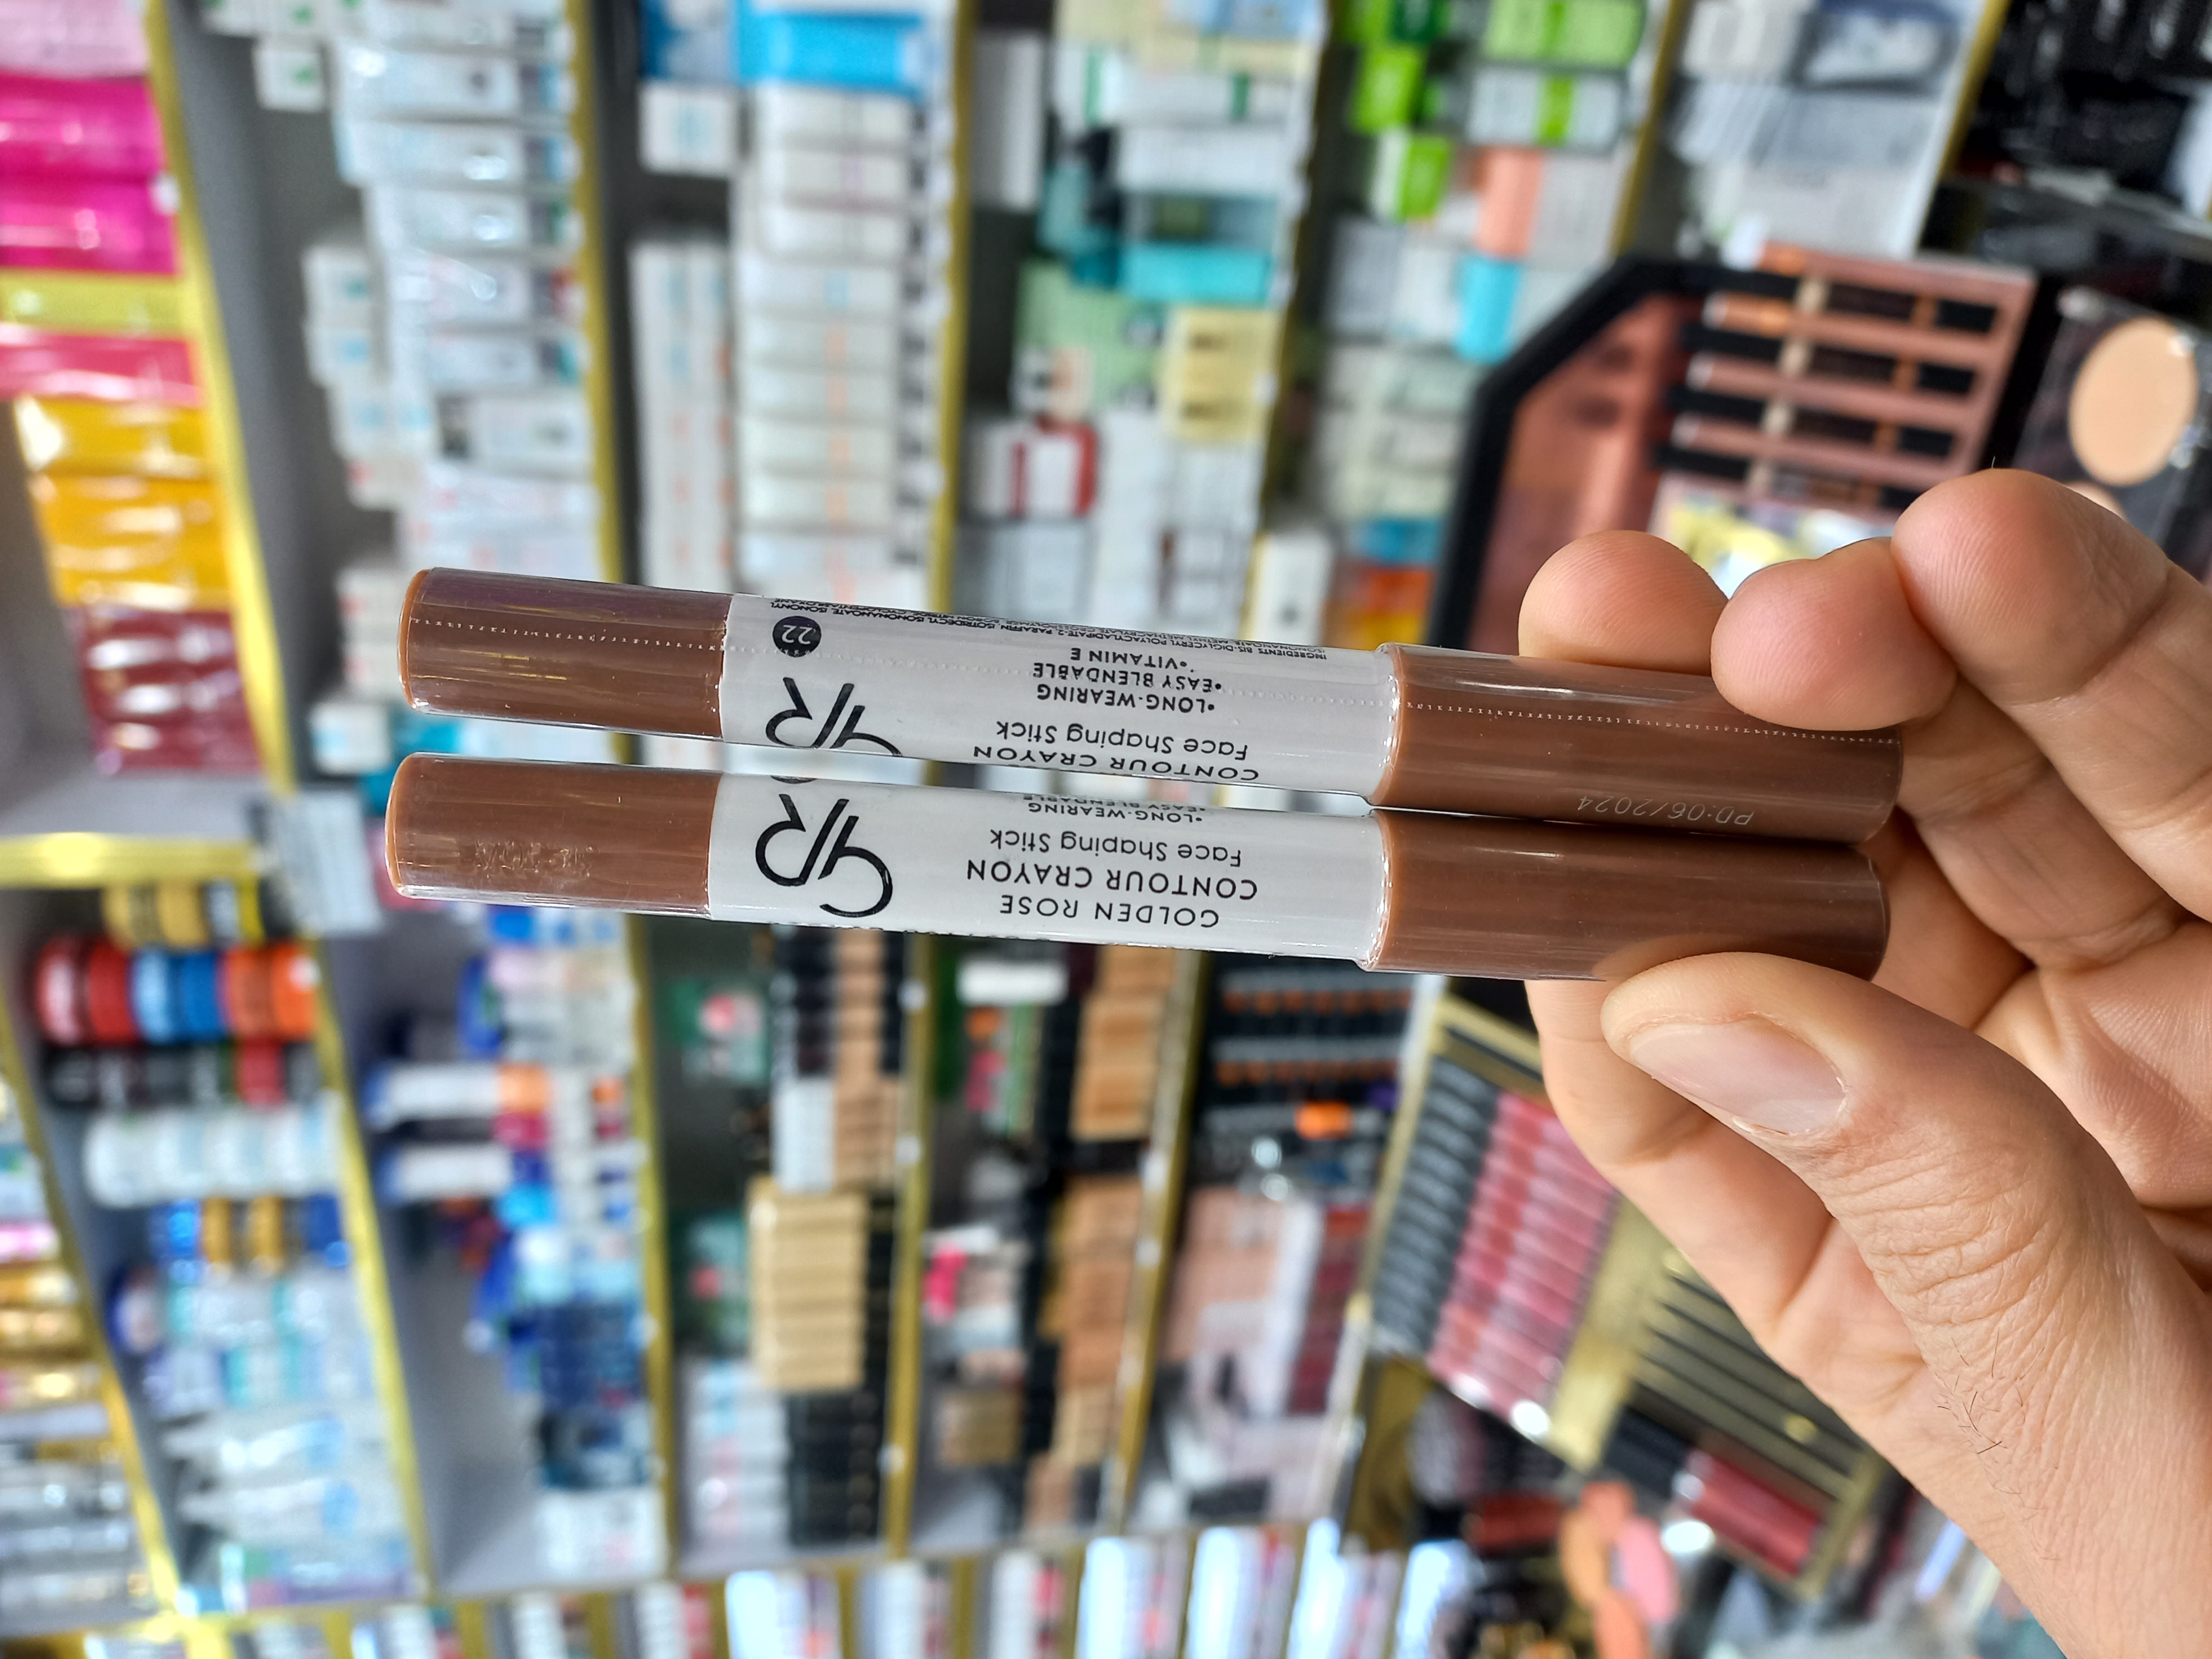 GR
GOLDEN ROSE
CONTOUR CRAYON
Face Shaping Stick
•LONG-WEARING
•EASY BLENDABLE
GR
CONTOUR CRAYON
Face Shaping Stick
•LONG-WEARING
•EASY BLENDABLE
•VITAMIN E
22
PD:06/2024